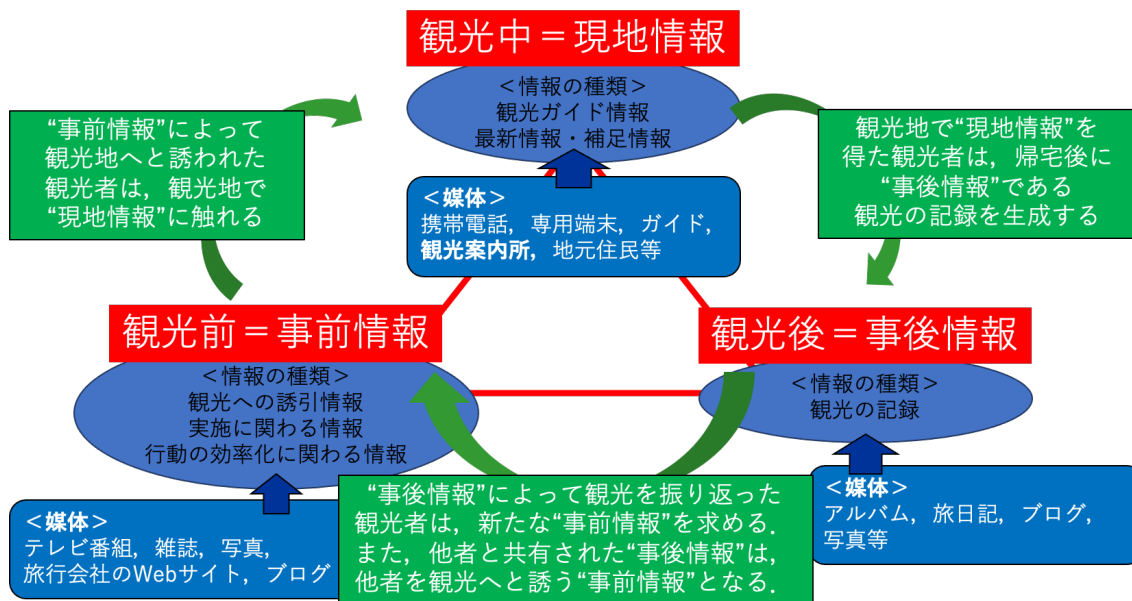 観光中＝現地情報
＜情報の種類＞
観光ガイド情報
最新情報・補足情報
＜媒体＞
携帯電話，専用端末，ガイド，
観光案内所，地元住民等
“事前情報”によって
観光地へと誘われた
観光者は，観光地で
“現地情報”に触れる
観光地で“現地情報”を
得た観光者は，帰宅後に
“事後情報”である
観光の記録を生成する
観光前＝事前情報
＜情報の種類＞
観光への誘引情報
実施に関わる情報
行動の効率化に関わる情報
＜媒体＞
テレビ番組，雑誌，写真，
旅行会社のWebサイト，ブログ
観光後＝事後情報
＜情報の種類＞
観光の記録
＜媒体＞
アルバム，旅日記，ブログ，
写真等
“事後情報”によって観光を振り返った
観光者は，新たな“事前情報”を求める．
また，他者と共有された“事後情報”は，
他者を観光へと誘う“事前情報”となる．